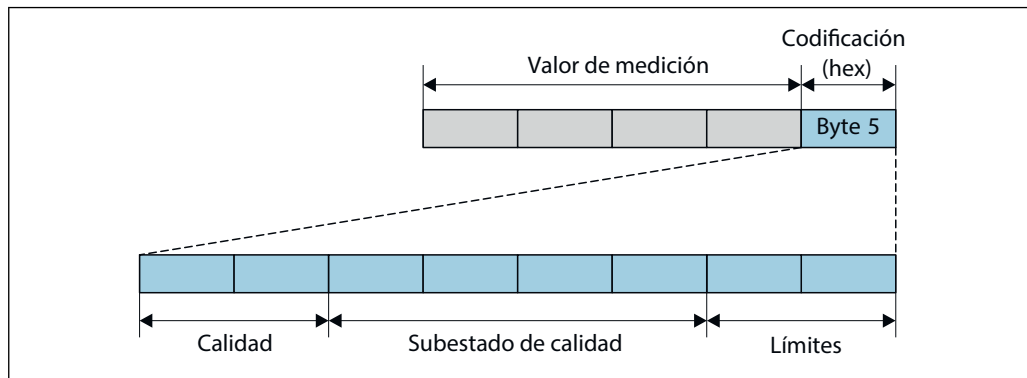 Codificación
(hex)
Valor de medición
Byte 5
Calidad
Subestado de calidad
Límites